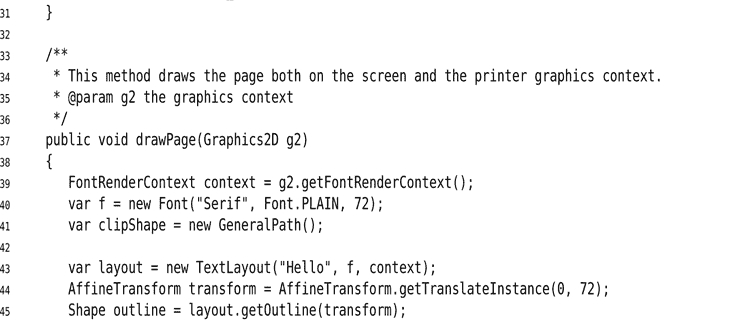 31 }
32
33 /**
34 * This method draws the page both on the screen and the printer graphics context.
35 * @param g2 the graphics context
36 */
37 public void drawPage(Graphics2D g2)
38 {
39 FontRenderContext context = g2.getFontRenderContext();
40 var f = new Font("Serif", Font.PLAIN, 72);
41 var clipShape = new GeneralPath();
42
43 var layout = new TextLayout("Hello", f, context);
44 AffineTransform transform = AffineTransform.getTranslateInstance(0, 72);
45 Shape outline = layout.getOutline(transform);